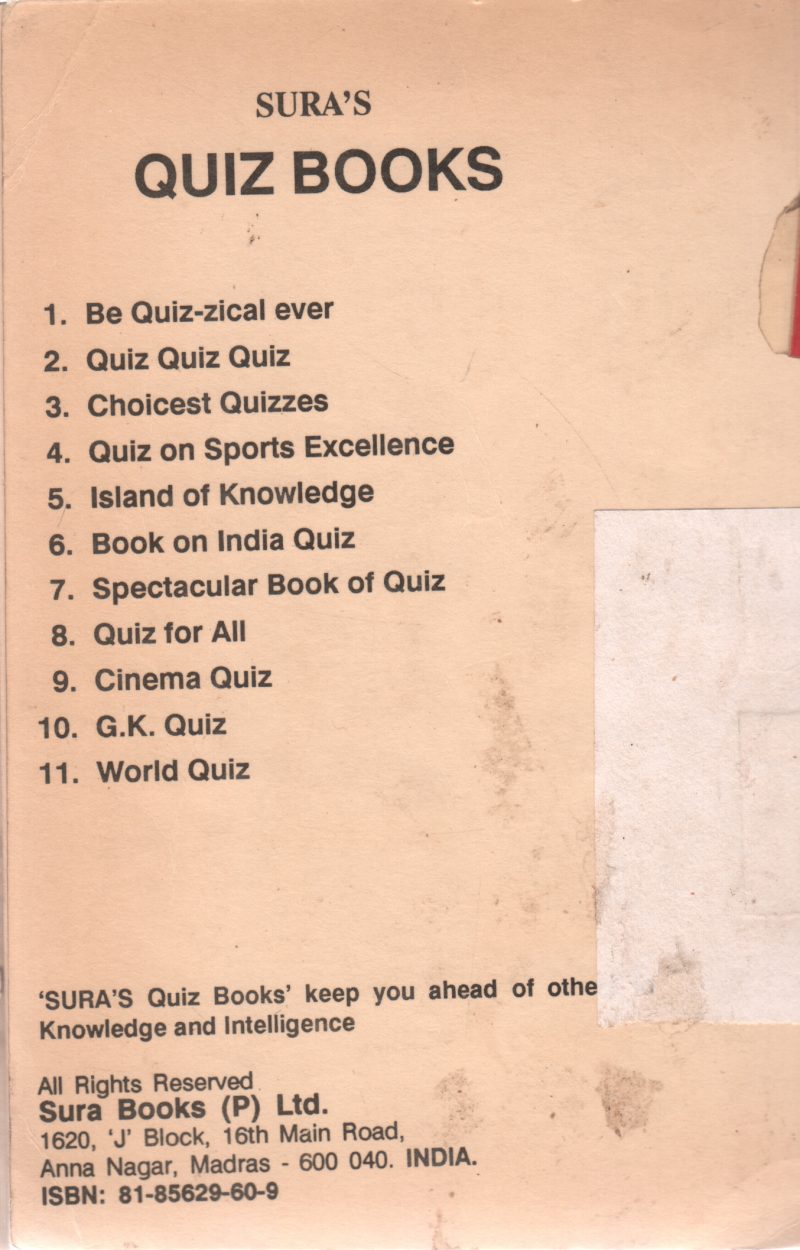 SURA'S
QUIZ BOOKS
1. Be Quiz-zical ever
2. Quiz Quiz Quiz
3. Choicest Quizzes
4. Quiz on Sports Excellence
5. Island of Knowledge
6. Book on India Quiz
7. Spectacular Book of Quiz
8. Quiz for All
9. Cinema Quiz
10. G.K. Quiz
11. World Quiz
'SURA'S Quiz Books' keep you ahead of othe
Knowledge and Intelligence
All Rights Reserved
Sura Books (P) Ltd.
1620, 'J' Block, 16th Main Road,
Anna Nagar, Madras - 600 040. INDIA.
ISBN: 81-85629-60-9